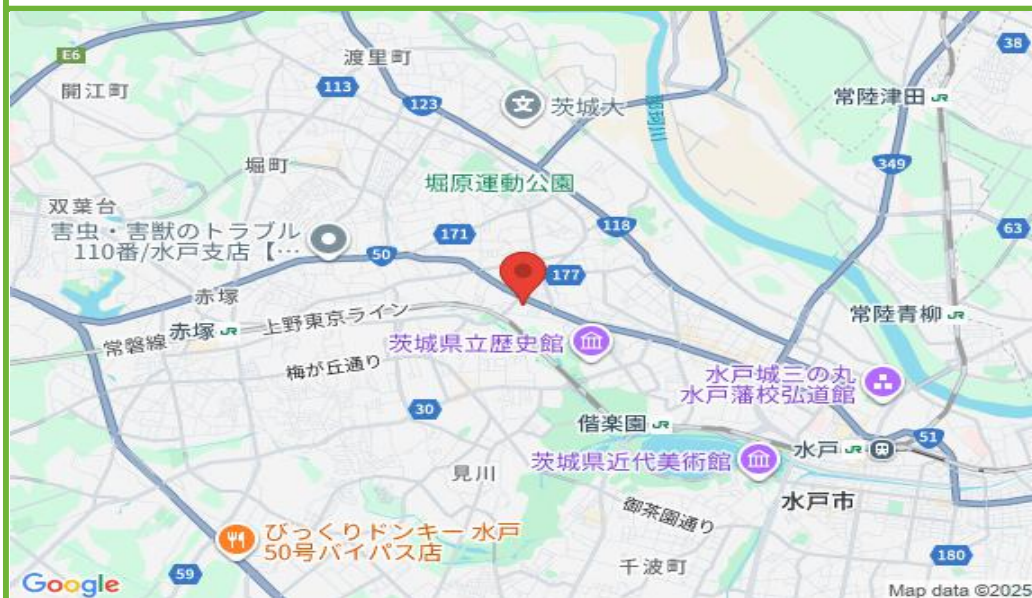 E6
渡里町
38
開江町
113
123
茨城大
常陸津田 JR
那珂川
堀町
349
堀原運動公園
双葉台
害虫・害獣のトラブル
110番/水戸支店【…
171
118
63
50
177
赤塚
赤塚 JR
上野東京ライン
常磐線
茨城県立歴史館
常陸青柳 JR
梅が丘通り
水戸城三の丸
水戸藩校弘道館
30
偕楽園 JR
51
見川
茨城県近代美術館
水戸 JR
御茶園通り
水戸市
びっくりドンキー 水戸
50号バイパス店
千波町
180
59
Google
Map data ©2025